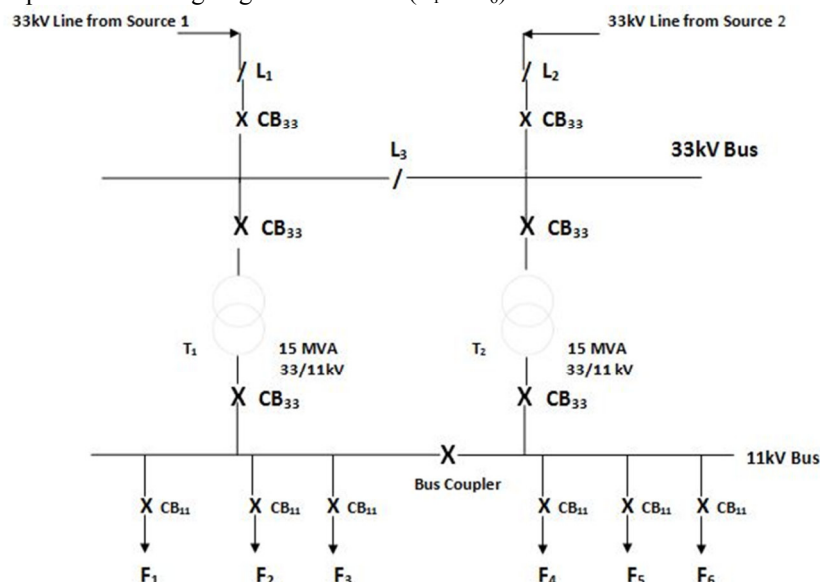 33kV Line from Source 1
33kV Line from Source 2
L₁
L₂
CB₃₃
CB₃₃
L₃
33kV Bus
CB₃₃
CB₃₃
T₁
15 MVA
33/11kV
T₂
15 MVA
33/11 kV
CB₃₃
CB₃₃
11kV Bus
Bus Coupler
CB₁₁
CB₁₁
CB₁₁
CB₁₁
CB₁₁
CB₁₁
F₁
F₂
F₃
F₄
F₅
F₆